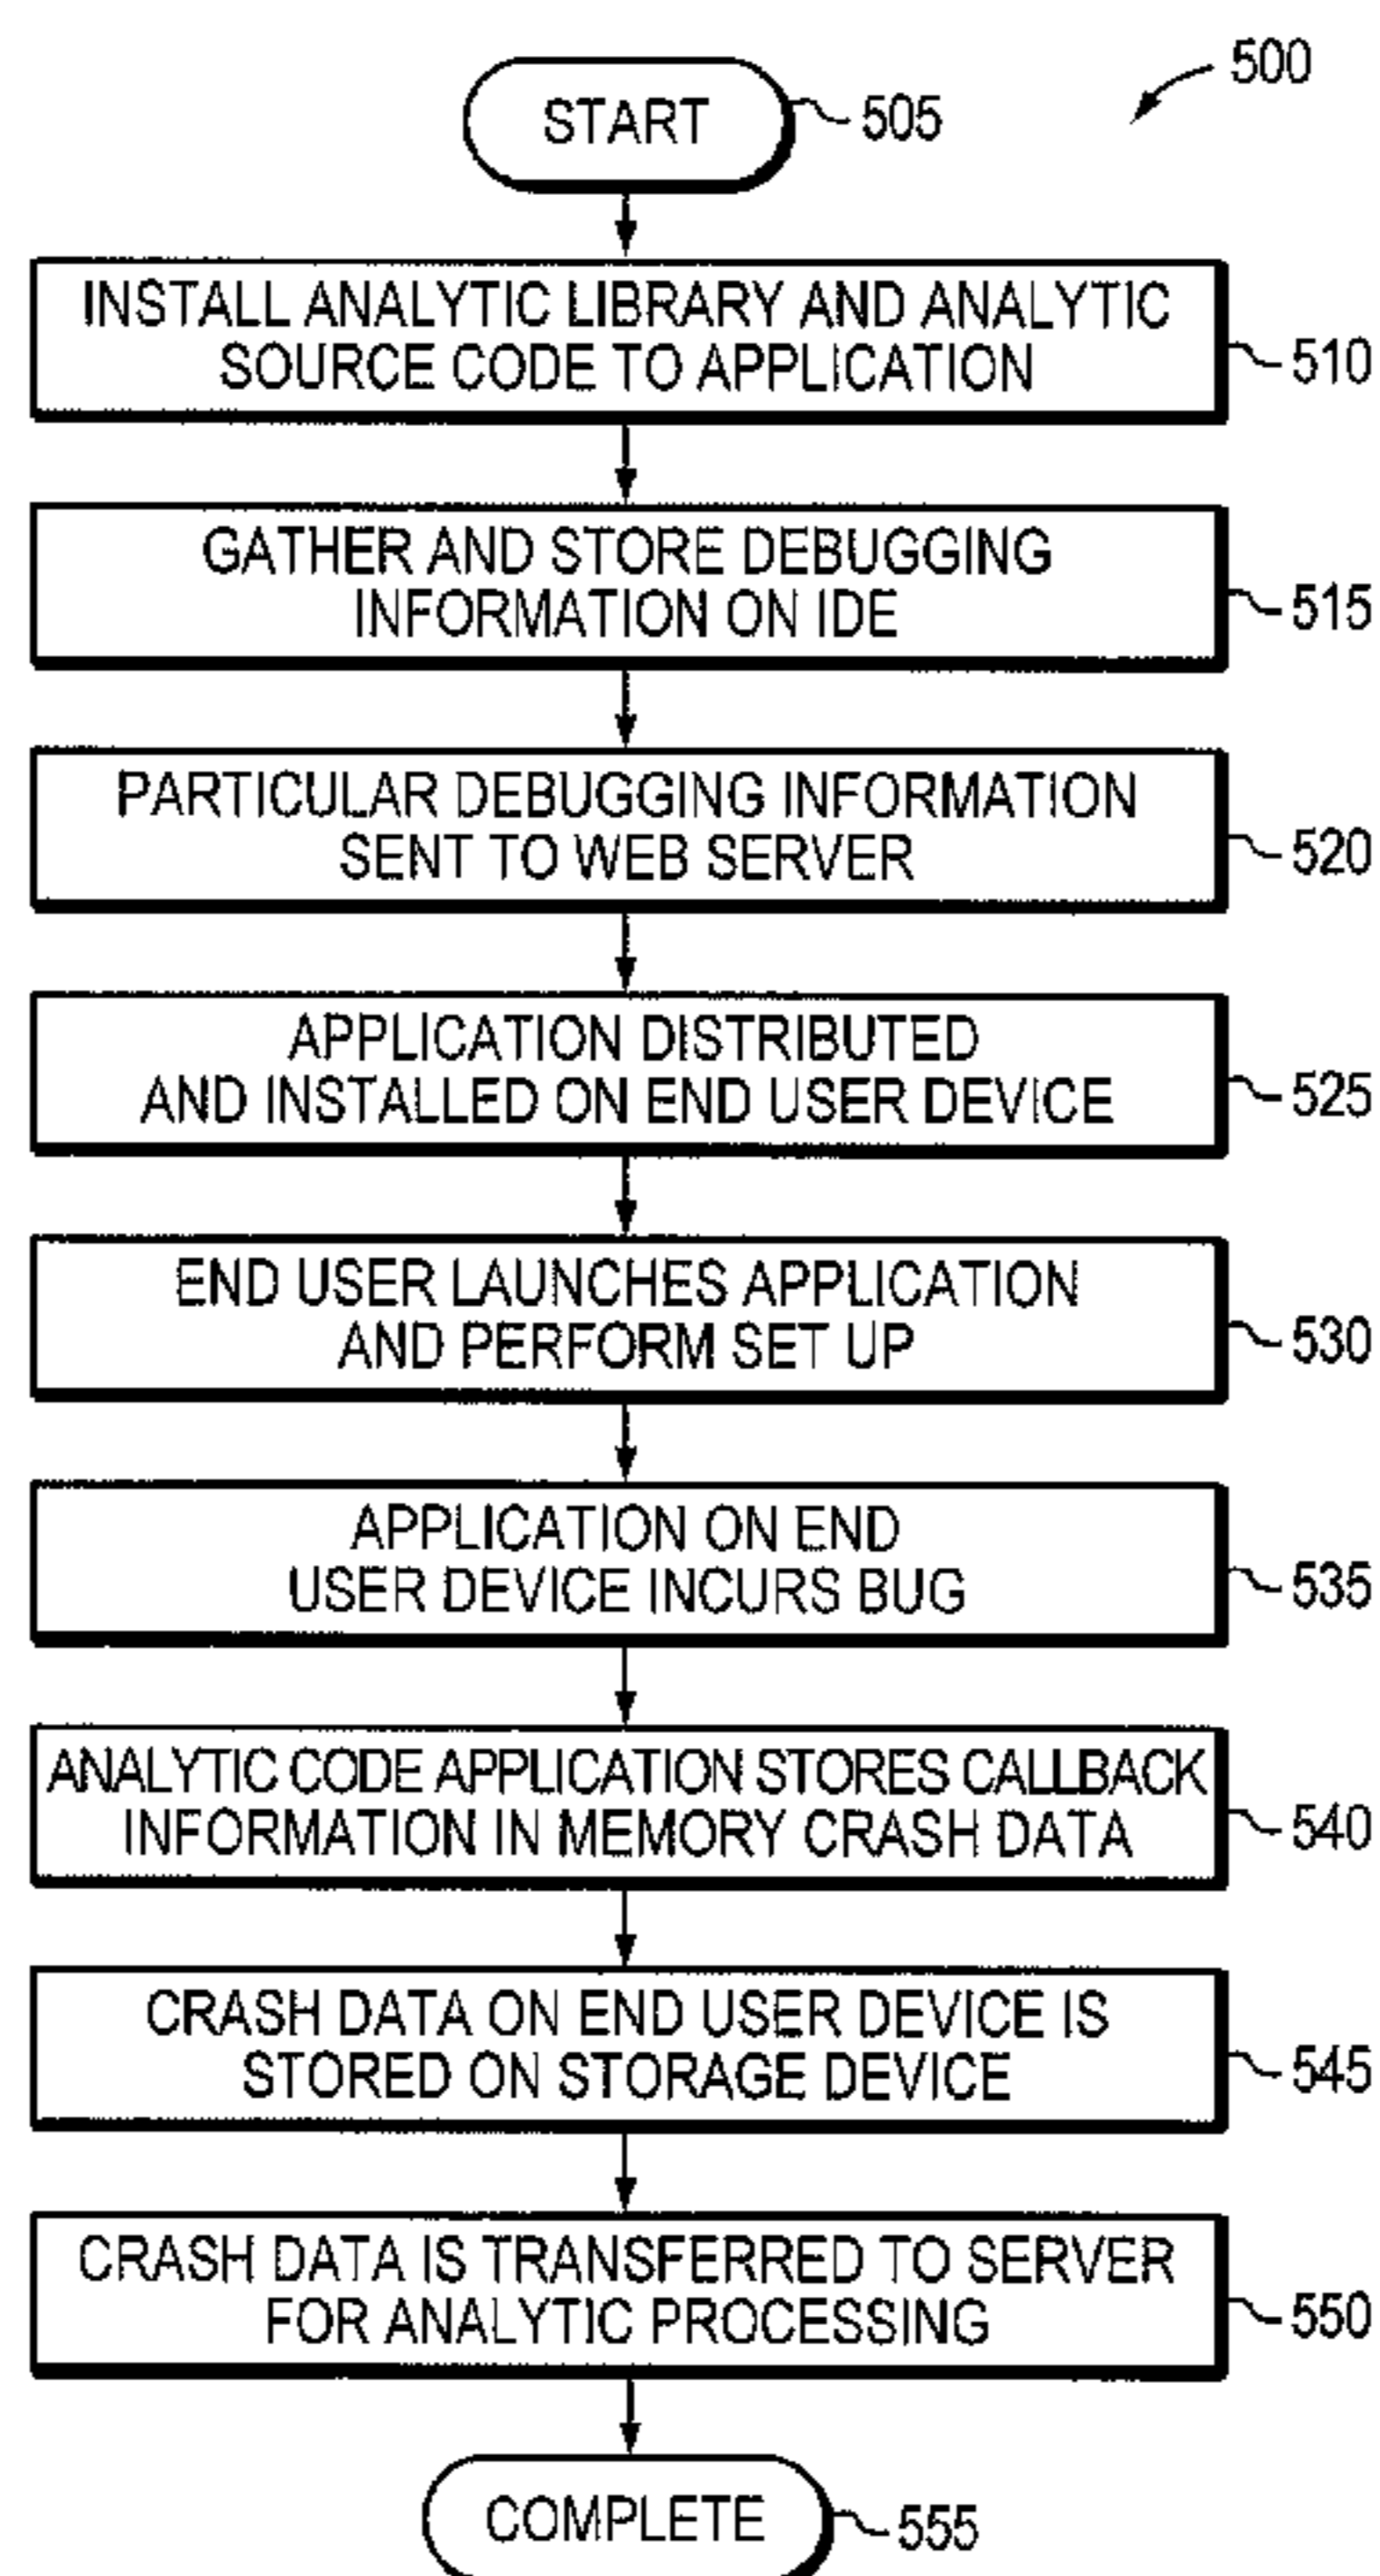 500
START
505
INSTALL ANALYTIC LIBRARY AND ANALYTIC
SOURCE CODE TO APPLICATION
510
GATHER AND STORE DEBUGGING
INFORMATION ON IDE
515
PARTICULAR DEBUGGING INFORMATION
SENT TO WEB SERVER
520
APPLICATION DISTRIBUTED
AND INSTALLED ON END USER DEVICE
525
END USER LAUNCHES APPLICATION
AND PERFORM SET UP
530
APPLICATION ON END
USER DEVICE INCURS BUG
535
ANALYTIC CODE APPLICATION STORES CALLBACK
INFORMATION IN MEMORY CRASH DATA
540
CRASH DATA ON END USER DEVICE IS
STORED ON STORAGE DEVICE
545
CRASH DATA IS TRANSFERRED TO SERVER
FOR ANALYTIC PROCESSING
550
COMPLETE
555